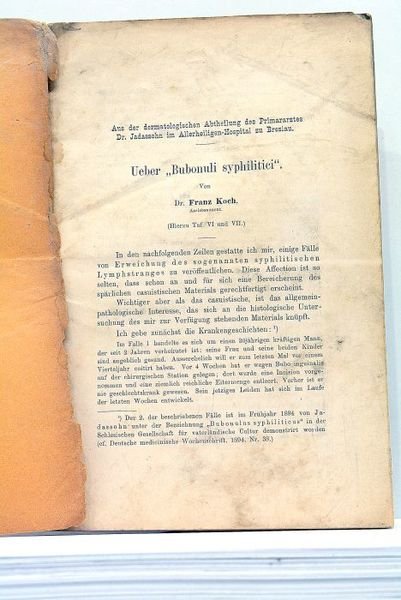 Aus der dermatologischen Abtheilung des Primararztes
Dr. Jadassohn im Allerheiligen-Hospital zu Breslau.
Ueber „Bubonuli syphilitici“.
Von
Dr. Franz Koch,
Assistenzarzt.
(Hierzu Taf. VI und VII.)
In den nachfolgenden Zeilen gestatte ich mir, einige Fälle
von Erweichung des sogenannten syphilitischen
Lymphstranges zu veröffentlichen. Diese Affection ist so
selten, dass schon an und für sich eine Bereicherung des
spärlichen casuistischen Materials gerechtfertigt erscheint.
Wichtiger aber als das casuistische, ist das allgemein-
pathologische Interesse, das sich an die histologische Unter-
suchung des mir zur Verfügung stehenden Materials knüpft.
Ich gebe zunächst die Krankengeschichten: ¹)
Im Falle 1 handelte es sich um einen 30jährigen kräftigen Mann,
der seit 2 Jahren verheiratet ist; seine Frau und seine beiden Kinder
sind angeblich gesund. Ausserehelich will er zum letzten Mal vor einem
Vierteljahr coitirt haben. Vor 4 Wochen hat er wegen Bubo inguinalis
auf der chirurgischen Station gelegen; dort wurde eine Incision vorge-
nommen und eine ziemlich reichliche Eitermenge entleert. Vorher ist er
nie geschlechtskrank gewesen. Sein jetziges Leiden hat sich im Laufe
der letzten Wochen entwickelt.
¹) Der 2. der beschriebenen Fälle ist im Frühjahr 1894 von Ja-
dassohn unter der Bezeichnung „Bubonulus syphiliticus“ in der
Schlesischen Gesellschaft für vaterländische Cultur demonstrirt worden
(cf. Deutsche medicinische Wochenschrift, 1894. Nr. 39.)